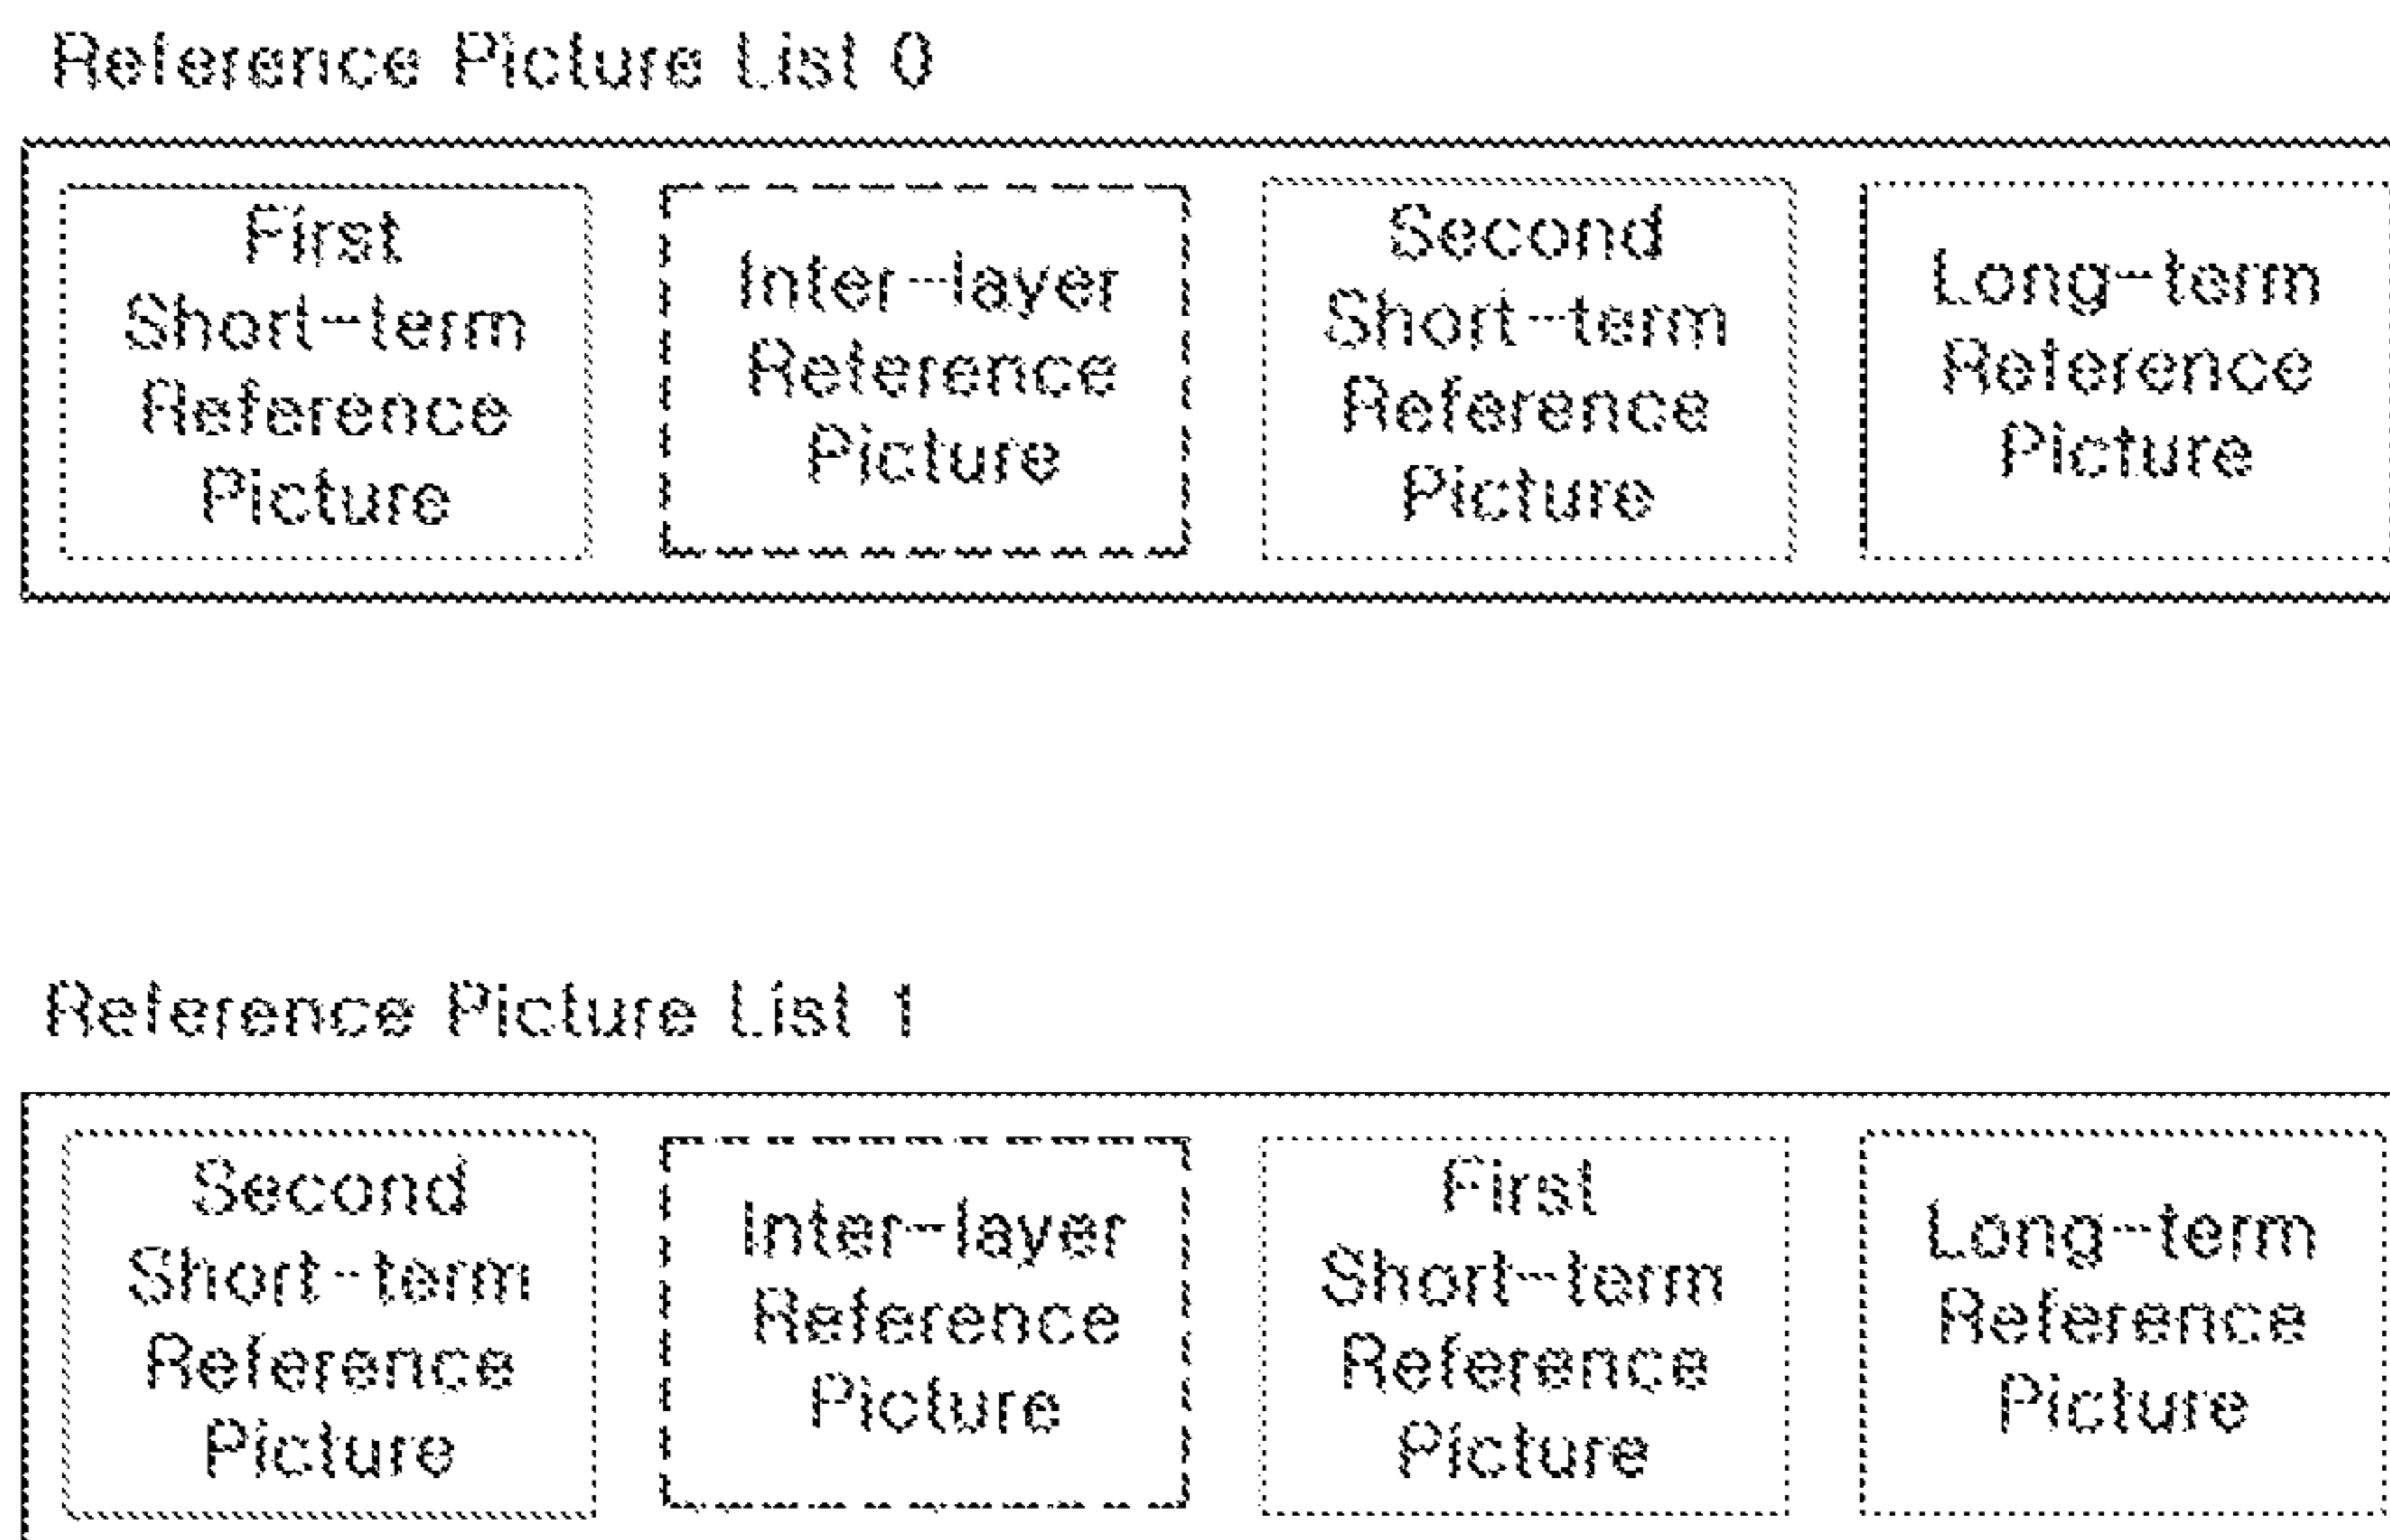 Reference Picture List 0
First
Short-term
Reference
Picture
Inter-layer
Reference
Picture
Second
Short-term
Reference
Picture
Long-term
Reference
Picture
Reference Picture List 1
Second
Short-term
Reference
Picture
Inter-layer
Reference
Picture
First
Short-term
Reference
Picture
Long-term
Reference
Picture